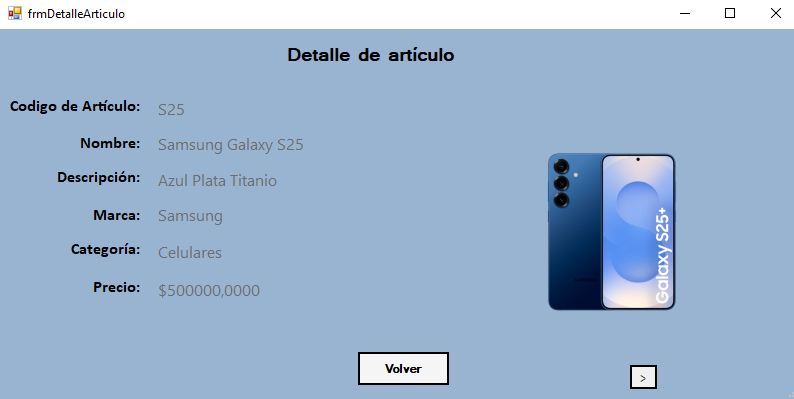 frmDetalleArticulo
Detalle de artículo
Codigo de Artículo: S25
Nombre: Samsung Galaxy S25
Descripción: Azul Plata Titanio
Marca: Samsung
Categoría: Celulares
Precio: $500000,0000
Galaxy S25+
Volver
>